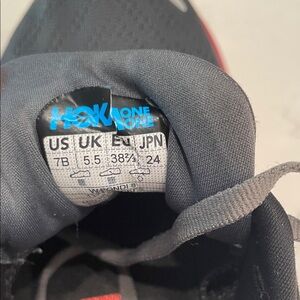 HOKA ONE ONE
US UK EU JPN
7B 5.5 38⅔ 24